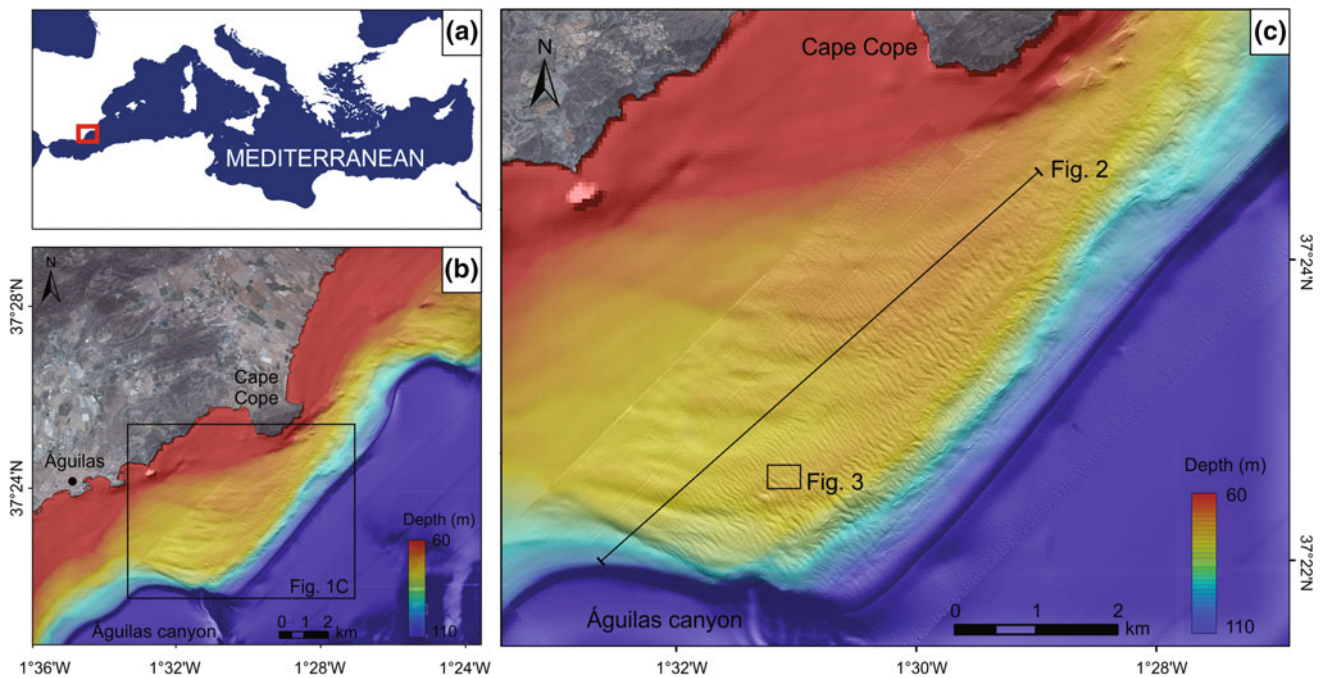 (a)
MEDITERRANEAN
(b)
N
37°28'N
Cape
Cope
Águilas
37°24'N
Depth (m)
60
110
Fig. 1C
0 1 2
km
Águilas canyon
1°36'W
1°32'W
1°28'W
1°24'W
(c)
N
Cape Cope
Fig. 2
37°24'N
Fig. 3
Depth (m)
60
110
37°22'N
0 1 2
km
Águilas canyon
1°32'W
1°30'W
1°28'W